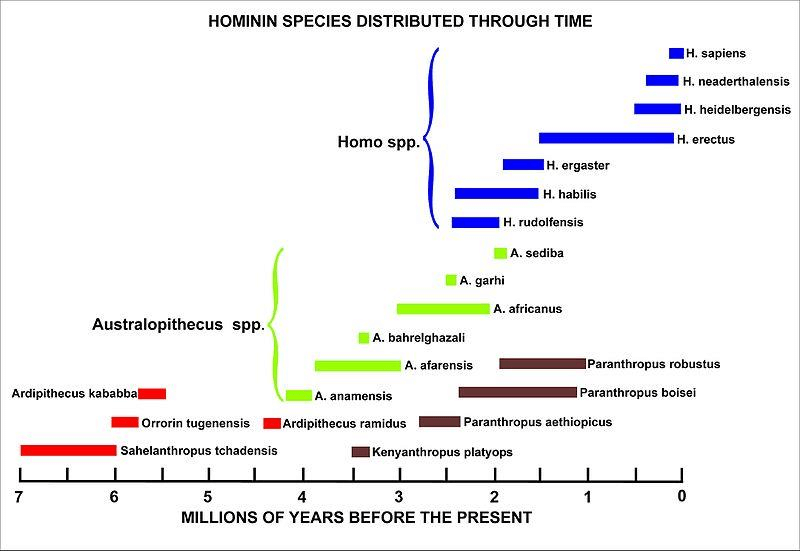 HOMININ SPECIES DISTRIBUTED THROUGH TIME
H. sapiens
H. neaderthalensis
H. heidelbergensis
H. erectus
Homo spp.
H. ergaster
H. habilis
H. rudolfensis
A. sediba
A. garhi
A. africanus
Australopithecus spp.
A. bahrelghazali
A. afarensis
Paranthropus robustus
Ardipithecus kababba
A. anamensis
Paranthropus boisei
Orrorin tugenensis
Ardipithecus ramidus
Paranthropus aethiopicus
Sahelanthropus tchadensis
Kenyanthropus platyops
7 6 5 4 3 2 1 0
MILLIONS OF YEARS BEFORE THE PRESENT